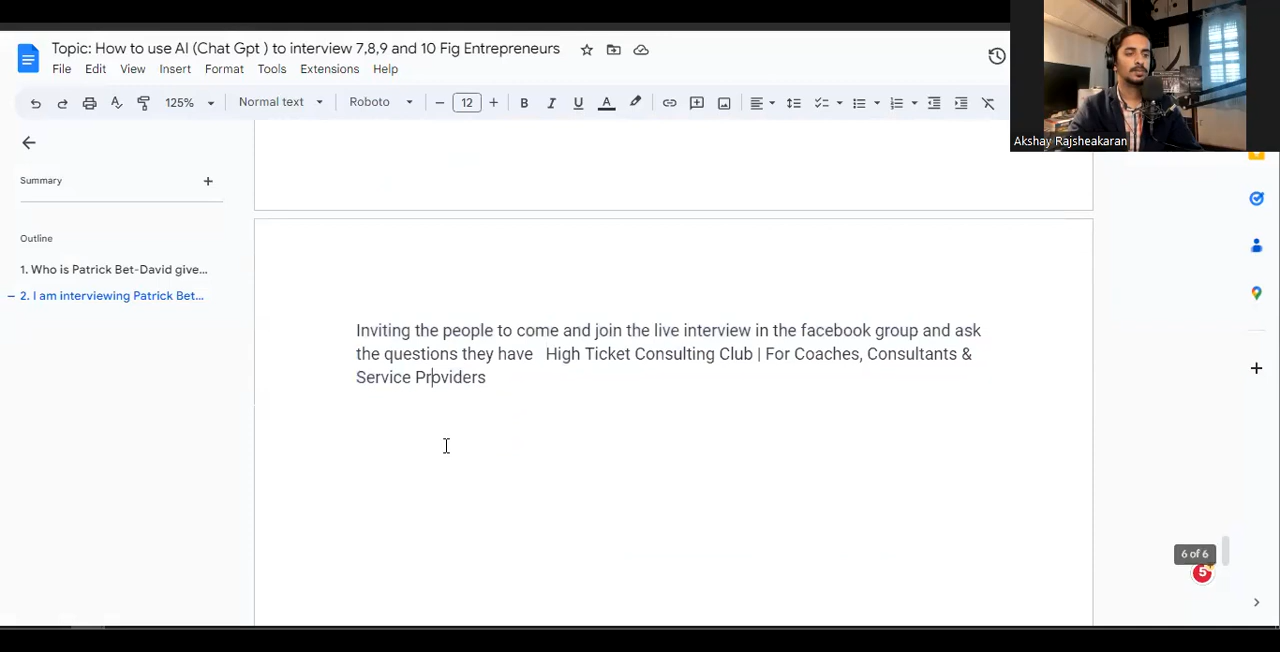 Topic: How to use AI (Chat Gpt ) to interview 7,8,9 and 10 Fig Entrepreneurs
File Edit View Insert Format Tools Extensions Help
125% Normal text Roboto 12 B I U A
Akshay Rajsheakaran
Summary
Outline
1. Who is Patrick Bet-David give...
2. I am interviewing Patrick Bet...
Inviting the people to come and join the live interview in the facebook group and ask
the questions they have High Ticket Consulting Club | For Coaches, Consultants &
Service Providers
6 of 6
5